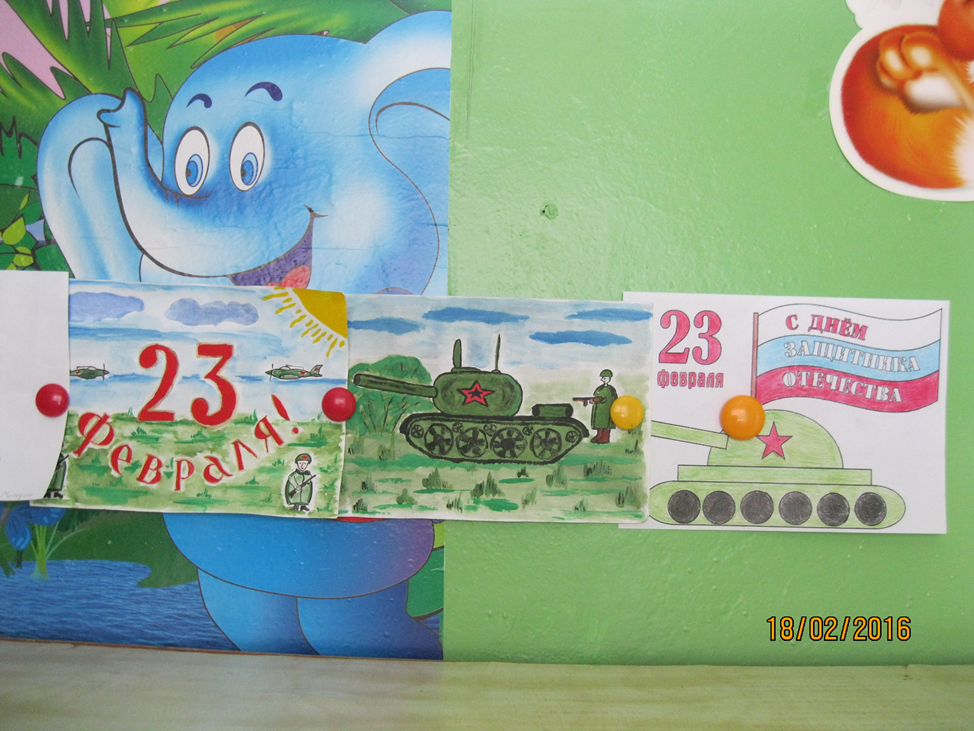 23
февраля!
23
февраля
С ДНЁМ
ЗАЩИТНИКА
ОТЕЧЕСТВА
18/02/2016